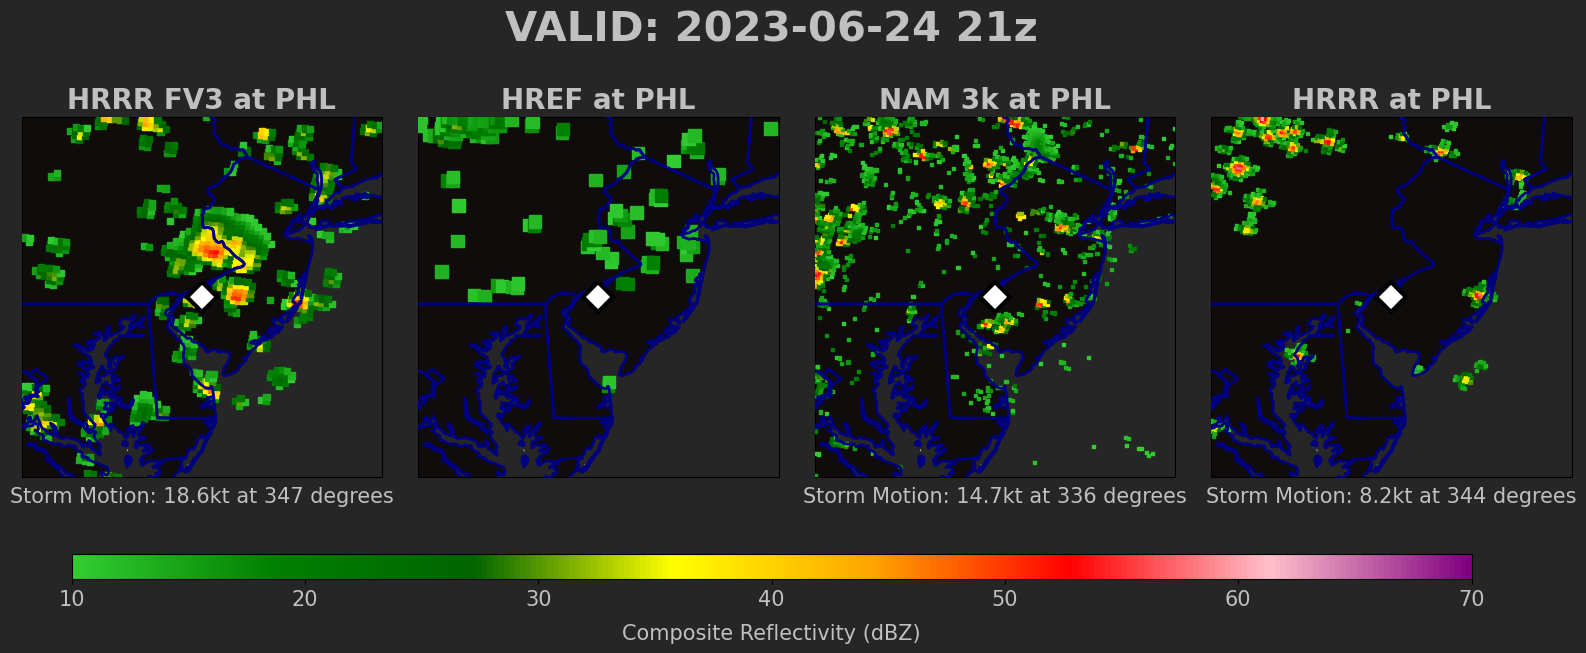 VALID: 2023-06-24 21z
HRRR FV3 at PHL
HREF at PHL
NAM 3k at PHL
HRRR at PHL
Storm Motion: 18.6kt at 347 degrees
Storm Motion: 14.7kt at 336 degrees
Storm Motion: 8.2kt at 344 degrees
10 20 30 40 50 60 70
Composite Reflectivity (dBZ)